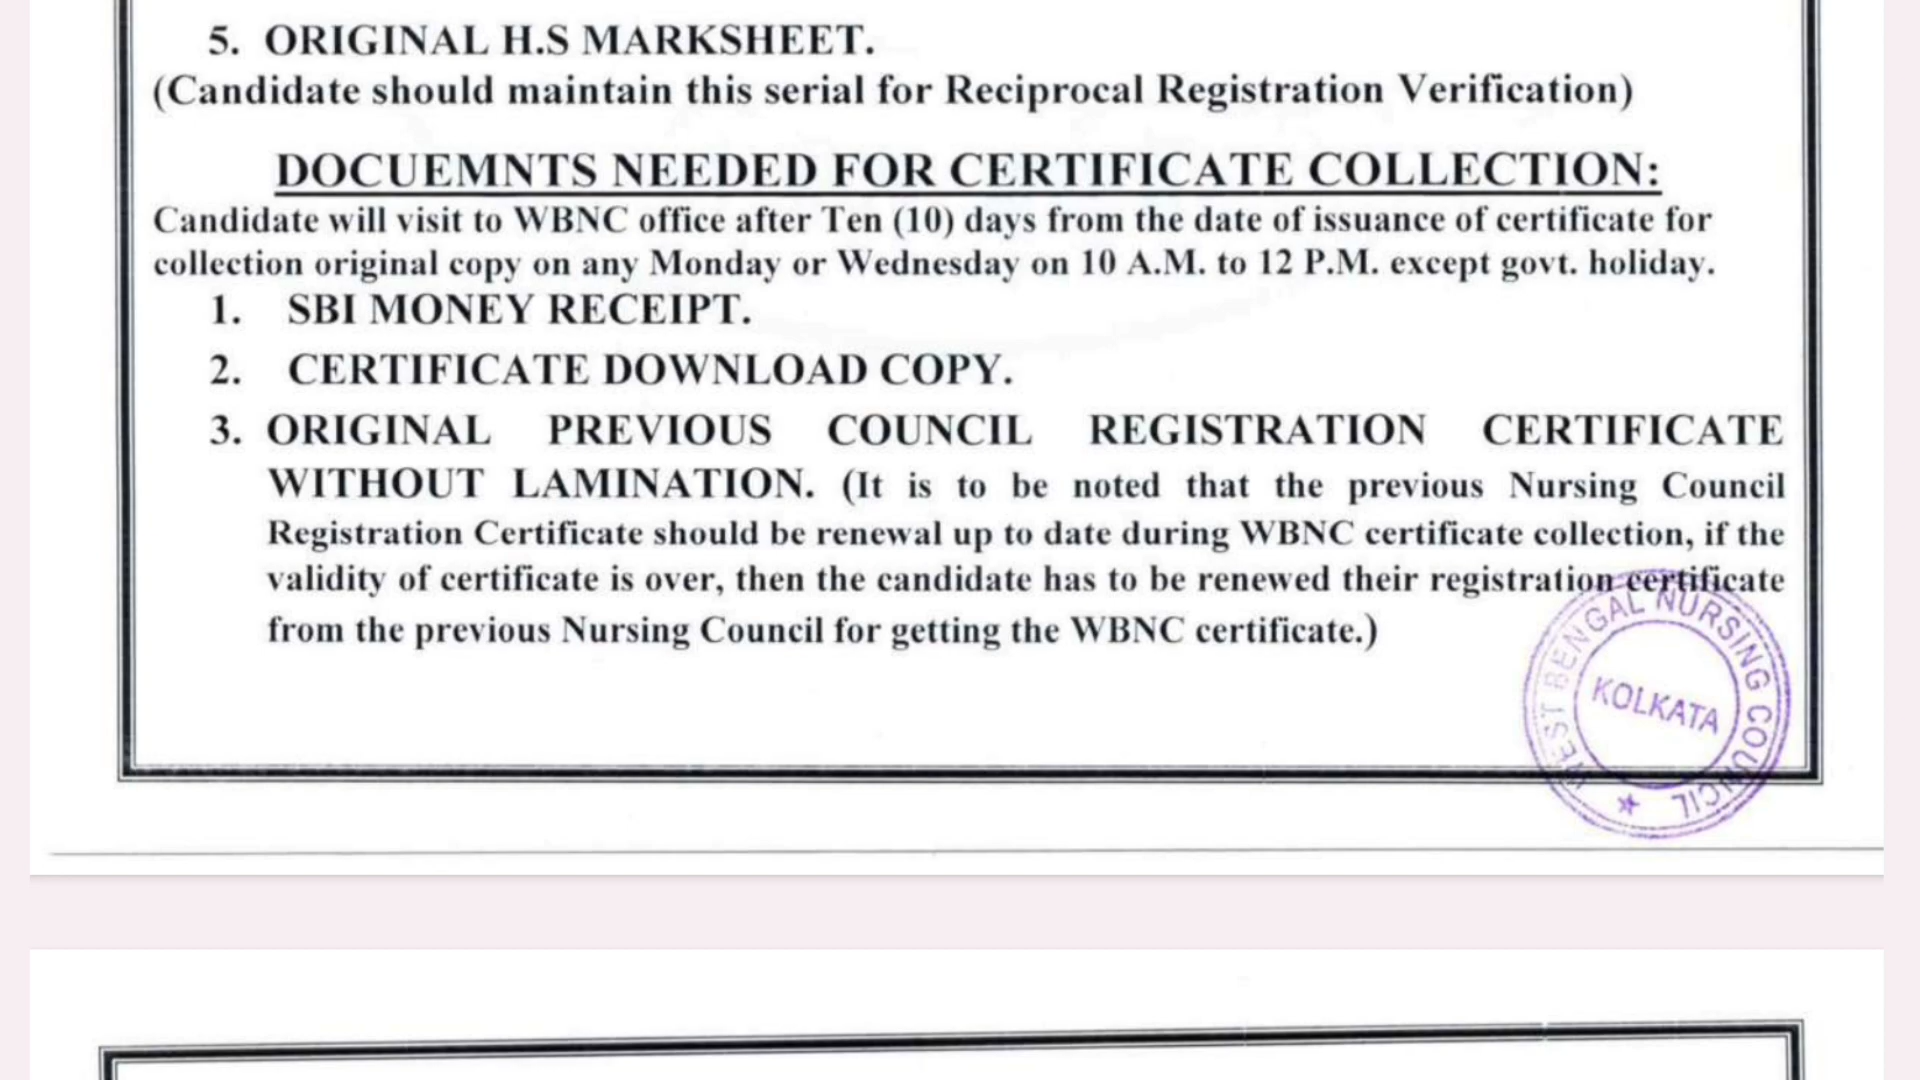 5. ORIGINAL H.S MARKSHEET.
(Candidate should maintain this serial for Reciprocal Registration Verification)
DOCUEMNTS NEEDED FOR CERTIFICATE COLLECTION:
Candidate will visit to WBNC office after Ten (10) days from the date of issuance of certificate for
collection original copy on any Monday or Wednesday on 10 A.M. to 12 P.M. except govt. holiday.
1. SBI MONEY RECEIPT.
2. CERTIFICATE DOWNLOAD COPY.
3. ORIGINAL PREVIOUS COUNCIL REGISTRATION CERTIFICATE
WITHOUT LAMINATION. (It is to be noted that the previous Nursing Council
Registration Certificate should be renewal up to date during WBNC certificate collection, if the
validity of certificate is over, then the candidate has to be renewed their registration certificate
from the previous Nursing Council for getting the WBNC certificate.)
WEST BENGAL NURSING COUNCIL
KOLKATA